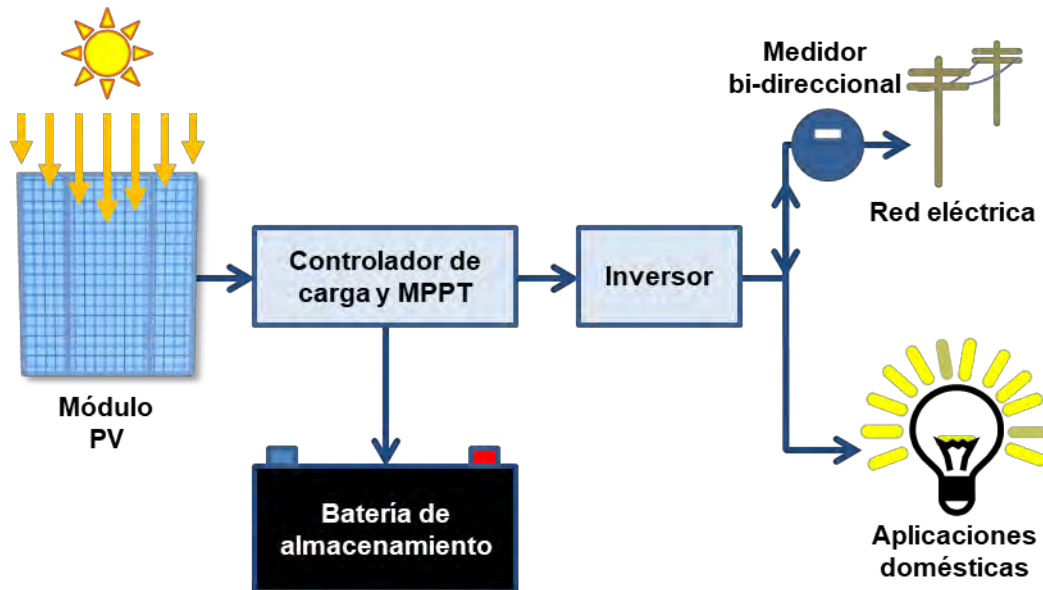 Medidor
bi-direccional
Red eléctrica
Controlador de
carga y MPPT
Inversor
Módulo
PV
Batería de
almacenamiento
Aplicaciones
domésticas